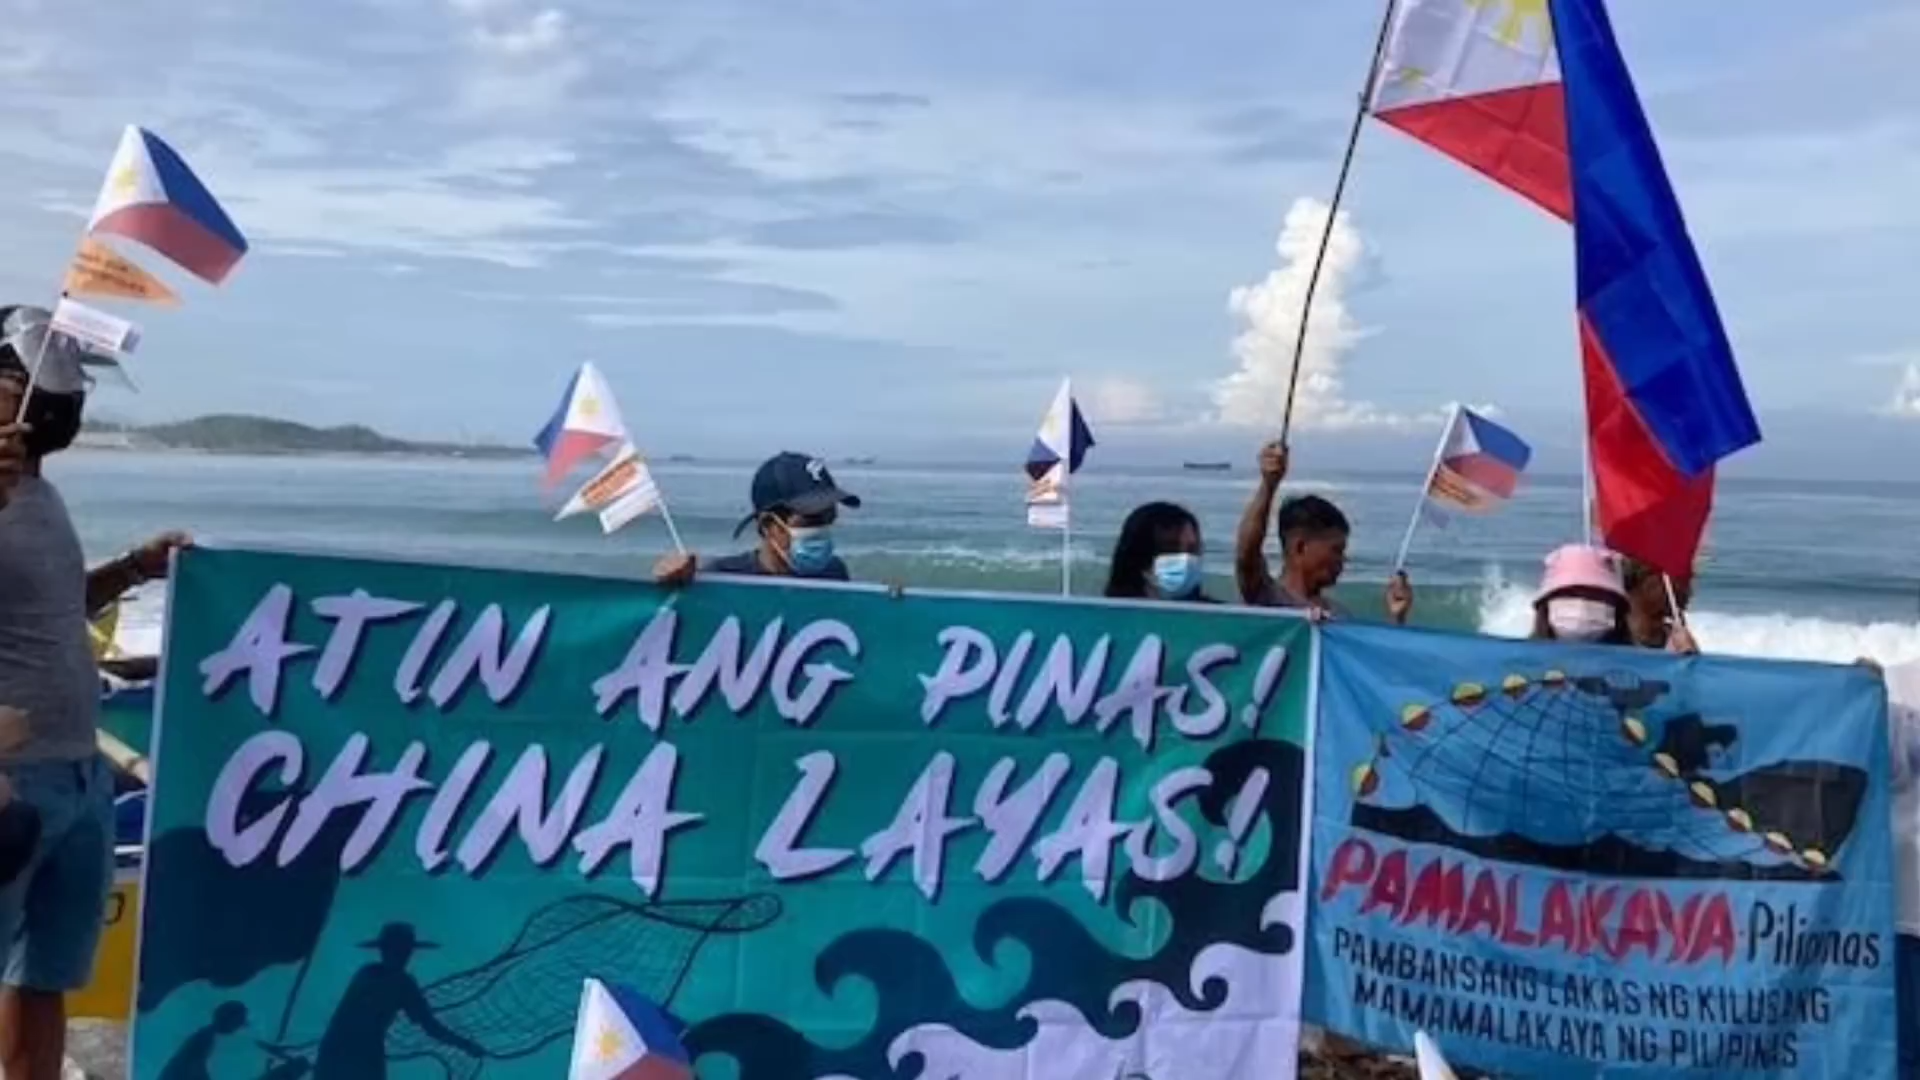 ATIN ANG PINAS!
CHINA LAYAS!
PAMALAKAYA Pilipinas
PAMBANSANG LAKAS NG KILUSANG
MAMAMALAKAYA NG PILIPINAS